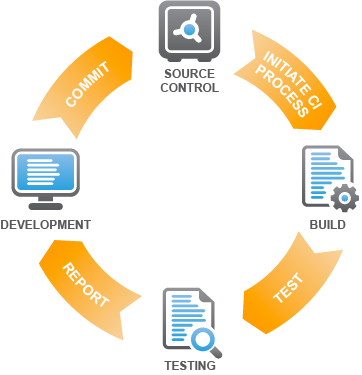 SOURCE
CONTROL
INITIATE CI
PROCESS
BUILD
TEST
TESTING
REPORT
DEVELOPMENT
COMMIT